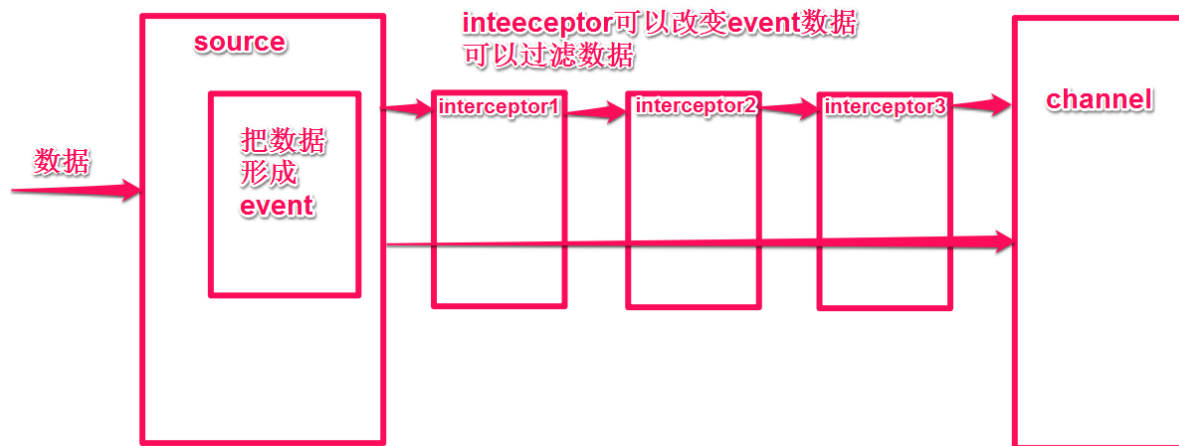 inteeceptor可以改变event数据
可以过滤数据
source
interceptor1
interceptor2
interceptor3
channel
把数据
形成
event
数据